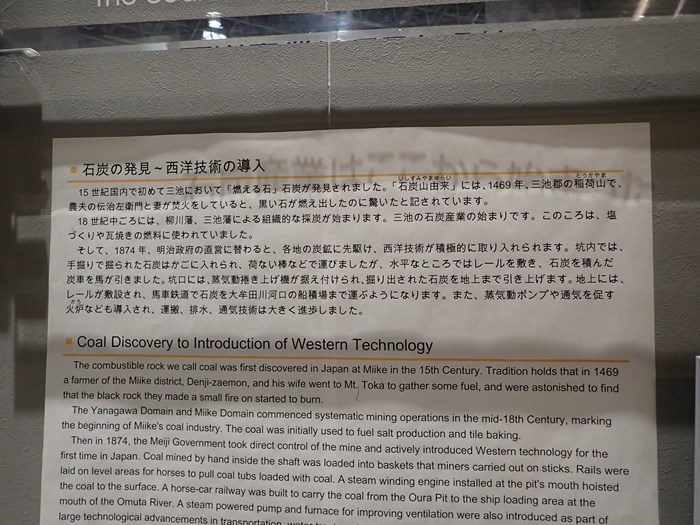 ■ 石炭の発見～西洋技術の導入
15世紀国内で初めて三池において「燃える石」石炭が発見されました。「石炭山由来」には、1469年、三池郡の稲荷山で、
農夫の伝治左衛門と妻が焚火をしていると、黒い石が燃え出したのに驚いたと記されています。
18世紀中ごろには、柳川藩、三池藩による組織的な採炭が始まります。三池の石炭産業の始まりです。このころは、塩
づくりや瓦焼きの燃料に使われていました。
そして、1874年、明治政府の直営に替わると、各地の炭鉱に先駆け、西洋技術が積極的に取り入れられます。坑内では、
手掘りで掘られた石炭はかごに入れられ、荷ない棒などで運びましたが、水平なところではレールを敷き、石炭を積んだ
炭車を馬が引きました。坑口には、蒸気動捲き上げ機が据え付けられ、掘り出された石炭を地上まで引き上げます。地上には、
レールが敷設され、馬車鉄道で石炭を大牟田川河口の船積場まで運ぶようになります。また、蒸気動ポンプや通気を促す
火炉なども導入され、運搬、排水、通気技術は大きく進歩しました。
■ Coal Discovery to Introduction of Western Technology
The combustible rock we call coal was first discovered in Japan at Miike in the 15th Century. Tradition holds that in 1469
a farmer of the Miike district, Denji-zaemon, and his wife went to Mt. Toka to gather some fuel, and were astonished to find
that the black rock they made a small fire on started to burn.
The Yanagawa Domain and Miike Domain commenced systematic mining operations in the mid-18th Century, marking
the beginning of Miike's coal industry. The coal was initially used to fuel salt production and tile baking.
Then in 1874, the Meiji Government took direct control of the mine and actively introduced Western technology for the
first time in Japan. Coal mined by hand inside the shaft was loaded into baskets that miners carried out on sticks. Rails were
laid on level areas for horses to pull coal tubs loaded with coal. A steam winding engine installed at the pit's mouth hoisted
the coal to the surface. A horse-car railway was built to carry the coal from the Oura Pit to the ship loading area at the
mouth of the Omuta River. A steam powered pump and furnace for improving ventilation were also introduced as part of
large technological advancements in transportation,